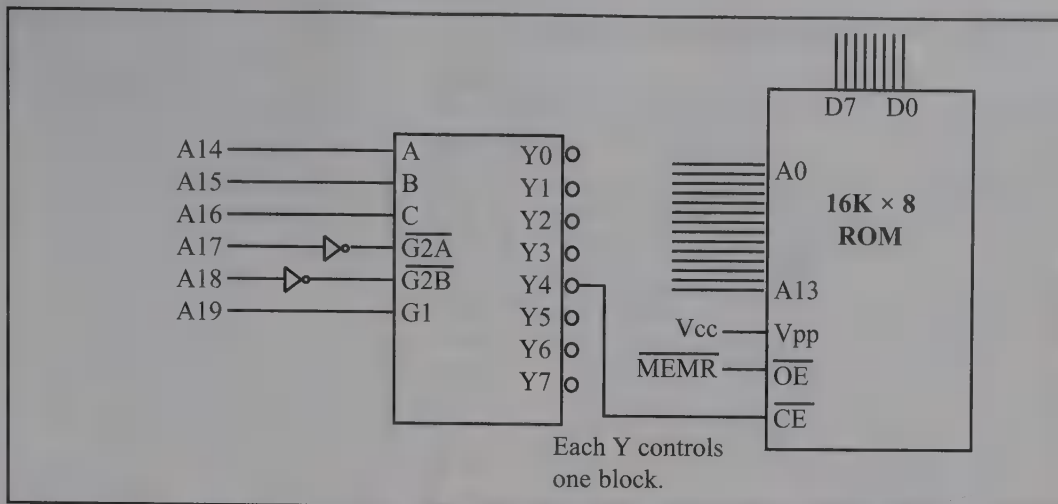 D7 D0
A14 A Y0
A15 B Y1
A16 C Y2
A17 G2A Y3
A18 G2B Y4
A19 G1 Y5
Y6
Y7
A0
16K × 8
ROM
A13
Vcc Vpp
MEMR OE
CE
Each Y controls
one block.